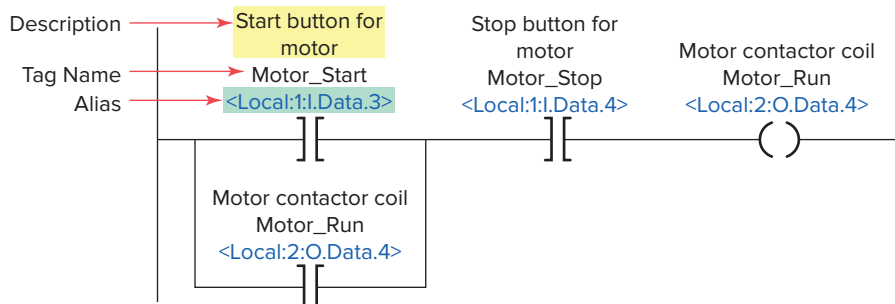 Description
Start button for
motor
Tag Name
Motor_Start
Alias
<Local:1:I.Data.3>
Stop button for
motor
Motor_Stop
<Local:1:I.Data.4>
Motor contactor coil
Motor_Run
<Local:2:O.Data.4>
Motor contactor coil
Motor_Run
<Local:2:O.Data.4>